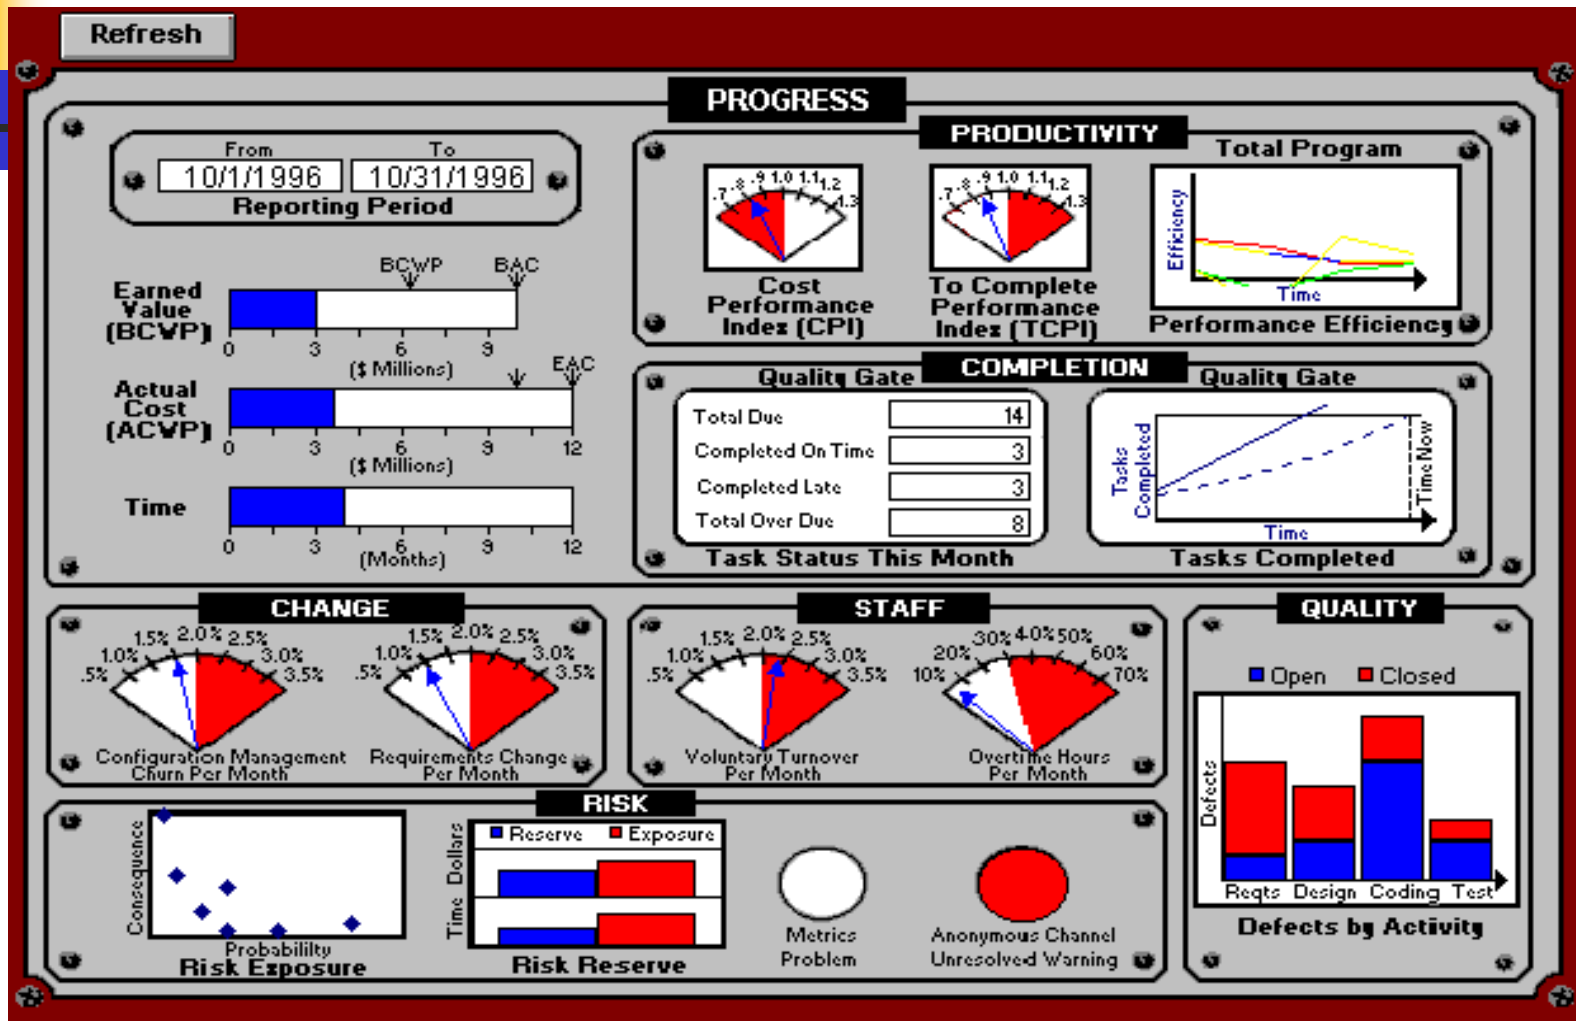 Refresh
PROGRESS
From To
10/1/1996 10/31/1996
Reporting Period
BCWP BAC
Earned
Value
(BCWP)
0 3 6 9
($ Millions)
EAC
Actual
Cost
(ACWP)
0 3 6 9 12
($ Millions)
Time
0 3 6 9 12
(Months)
PRODUCTIVITY
.7 .8 .9 1.0 1.1 1.2 1.3
Cost
Performance
Index (CPI)
.7 .8 .9 1.0 1.1 1.2 1.3
To Complete
Performance
Index (TCPI)
Total Program
Efficiency
Time
Performance Efficiency
COMPLETION
Quality Gate
Total Due 14
Completed On Time 3
Completed Late 3
Total Over Due 8
Task Status This Month
Quality Gate
Tasks
Completed
Time Now
Time
Tasks Completed
CHANGE
.5% 1.0% 1.5% 2.0% 2.5% 3.0% 3.5%
Configuration Management
Churn Per Month
.5% 1.0% 1.5% 2.0% 2.5% 3.0% 3.5%
Requirements Change
Per Month
STAFF
.5% 1.0% 1.5% 2.0% 2.5% 3.0% 3.5%
Voluntary Turnover
Per Month
10% 20% 30% 40% 50% 60% 70%
Overtime Hours
Per Month
QUALITY
Open Closed
Defects
Reqts Design Coding Test
Defects by Activity
RISK
Consequence
Probability
Risk Exposure
Reserve Exposure
Time Dollars
Risk Reserve
Metrics
Problem
Anonymous Channel
Unresolved Warning